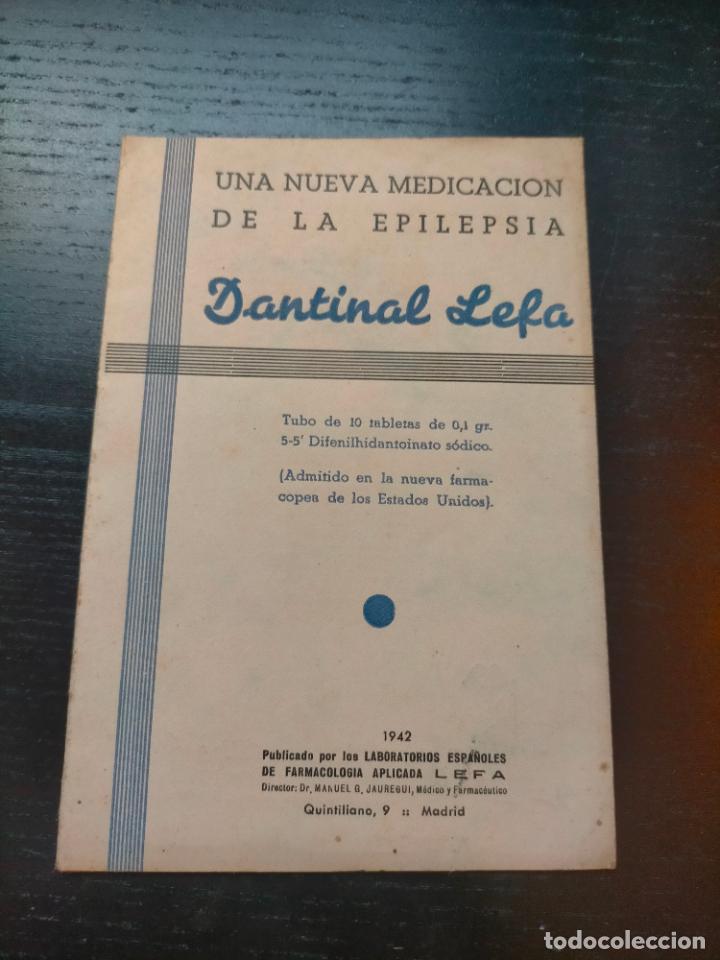 UNA NUEVA MEDICACION
DE LA EPILEPSIA
Dantinal Lefa
Tubo de 10 tabletas de 0,1 gr.
5-5' Difenilhidantoinato sódico.
(Admitido en la nueva farma-
copea de los Estados Unidos).
1942
Publicado por los LABORATORIOS ESPAÑOLES
DE FARMACOLOGIA APLICADA LEFA
Director: Dr. MANUEL G. JAUREGUI, Médico y Farmacéutico
Quintiliano, 9 :: Madrid
todocoleccion